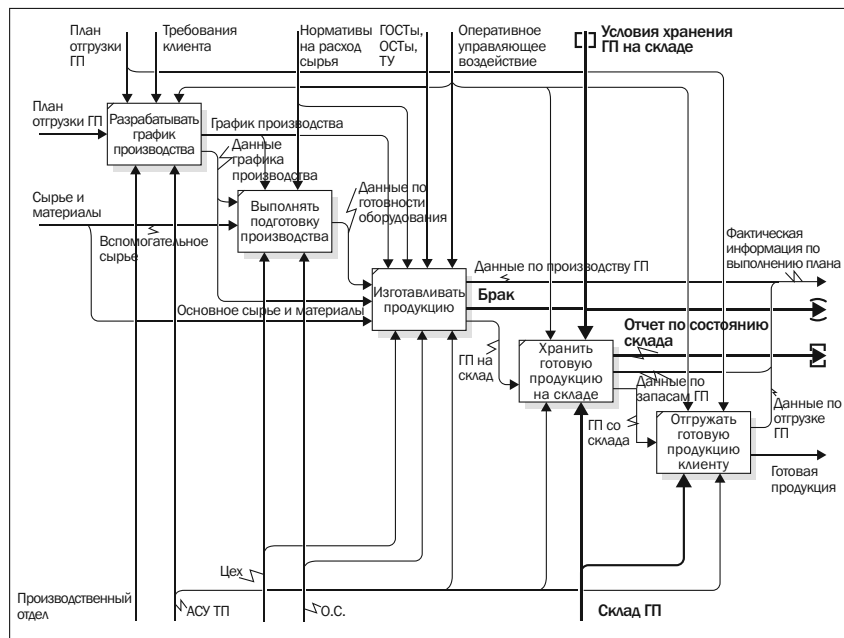 План
отгрузки
ГП
Требования
клиента
Нормативы
на расход
сырья
ГОСТы,
ОСТы,
ТУ
Оперативное
управляющее
воздействие
Условия хранения
ГП на складе
План
отгрузки ГП
Разрабатывать
график
производства
График производства
Данные
графика
производства
Сырье и
материалы
Вспомогательное
сырье
Выполнять
подготовку
производства
Данные по
готовности
оборудования
Фактическая
информация по
выполнению плана
Данные по производству ГП
Изготавливать
продукцию
Брак
Основное сырье и материалы
Отчет по состоянию
склада
ГП на
склад
Хранить
готовую
продукцию
на складе
Данные по
запасам ГП
ГП со
склада
Отгружать
готовую
продукцию
клиенту
Данные по
отгрузке
ГП
Готовая
продукция
Цех
Производственный
отдел
АСУ ТП
О.С.
Склад ГП